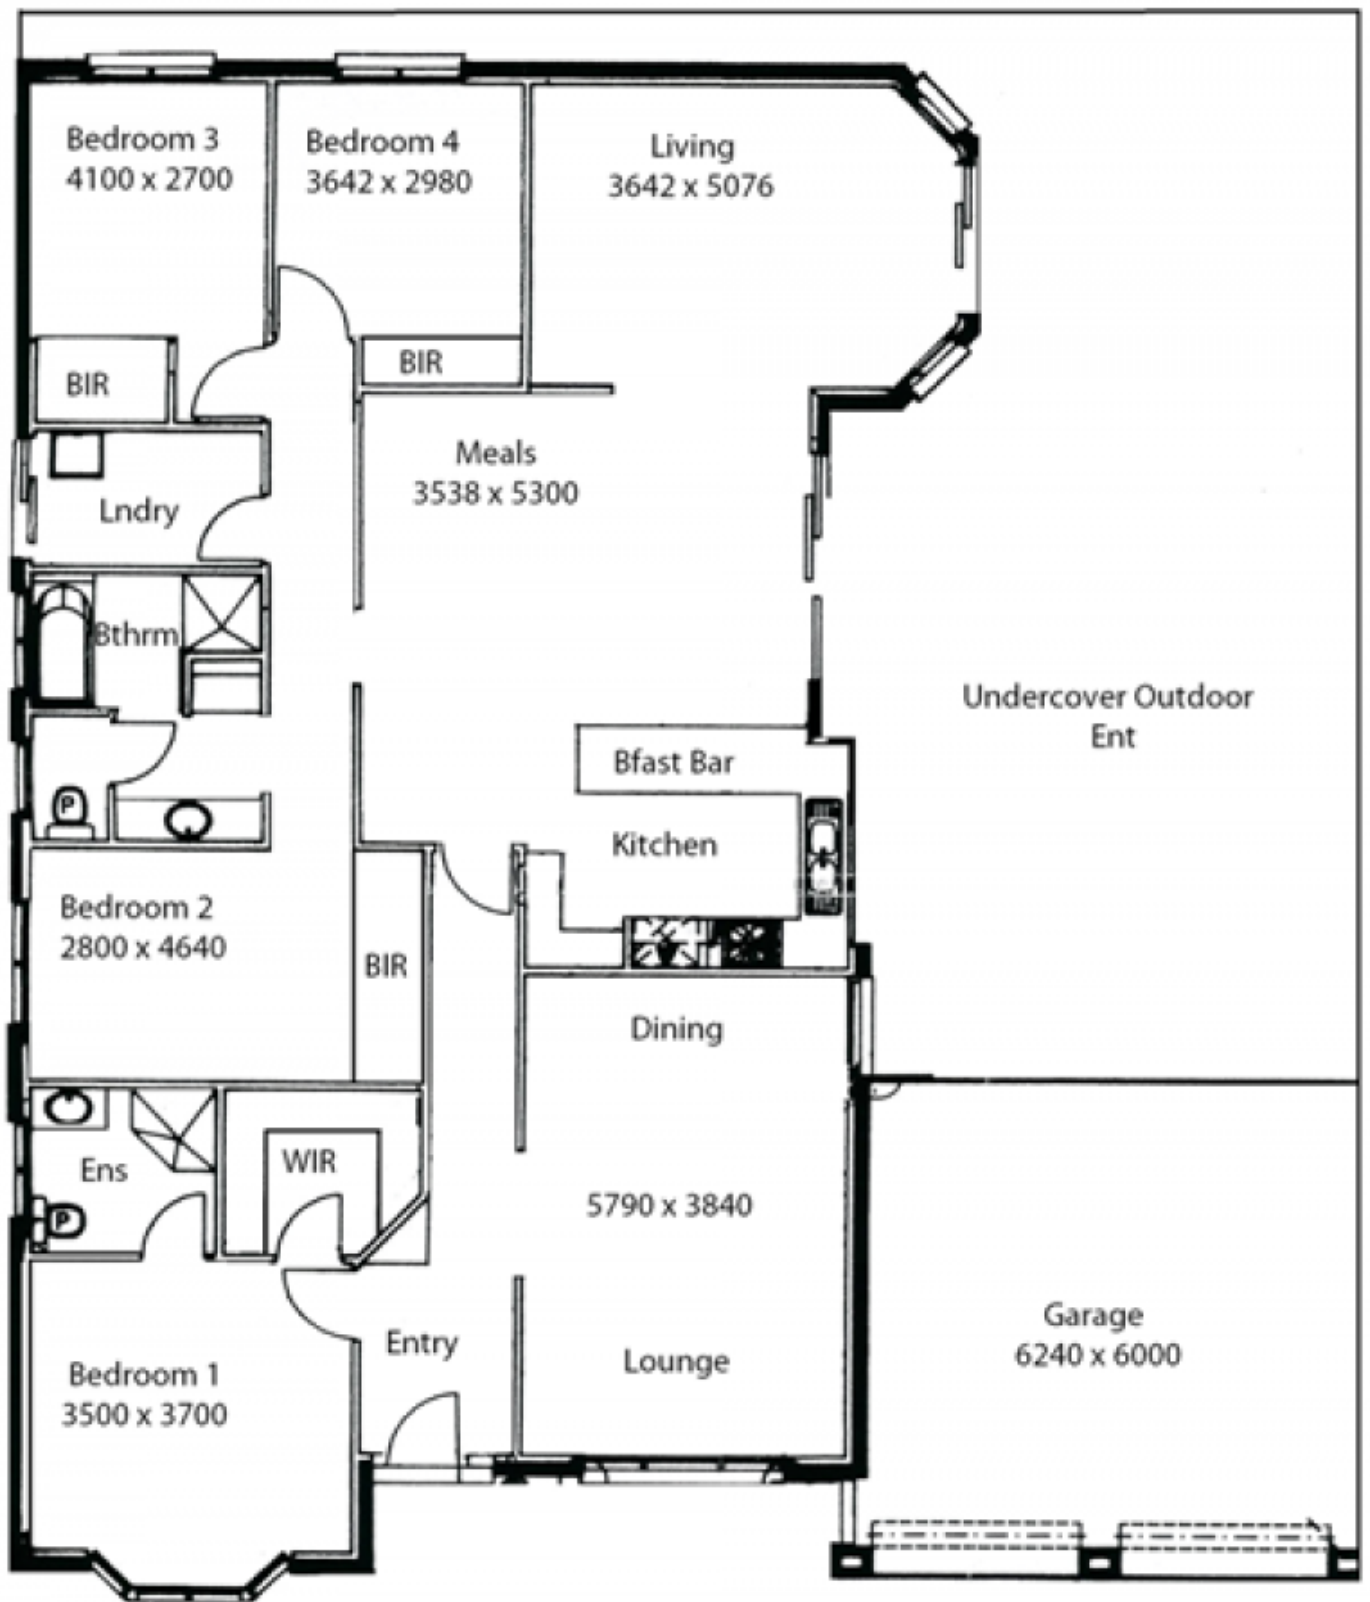 Bedroom 3
4100 x 2700
Bedroom 4
3642 x 2980
Living
3642 x 5076
BIR
BIR
Meals
3538 x 5300
Lndry
Bthrm
Undercover Outdoor
Ent
Bfast Bar
P
Kitchen
Bedroom 2
2800 x 4640
BIR
Dining
Ens
WIR
P
5790 x 3840
Entry
Lounge
Garage
6240 x 6000
Bedroom 1
3500 x 3700